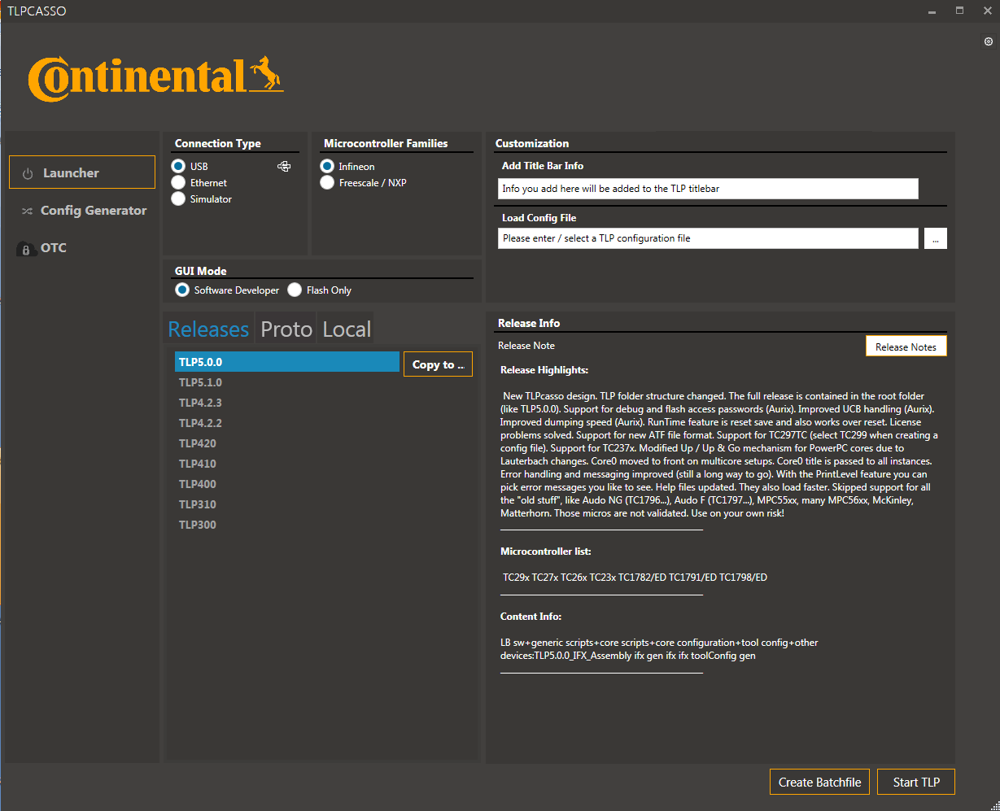 TLPCASSO
Continental
Launcher
Config Generator
OTC
Connection Type
USB
Ethernet
Simulator
Microcontroller Families
Infineon
Freescale / NXP
Customization
Add Title Bar Info
Info you add here will be added to the TLP titlebar
Load Config File
Please enter / select a TLP configuration file
...
GUI Mode
Software Developer
Flash Only
Releases
Proto
Local
TLP5.0.0
Copy to ..
TLP5.1.0
TLP4.2.3
TLP4.2.2
TLP420
TLP410
TLP400
TLP310
TLP300
Release Info
Release Note
Release Notes
Release Highlights:
New TLPcasso design. TLP folder structure changed. The full release is contained in the root folder
(like TLP5.0.0). Support for debug and flash access passwords (Aurix). Improved UCB handling (Aurix).
Improved dumping speed (Aurix). RunTime feature is reset save and also works over reset. License
problems solved. Support for new ATF file format. Support for TC297TC (select TC299 when creating a
config file). Support for TC237x. Modified Up / Up & Go mechanism for PowerPC cores due to
Lauterbach changes. Core0 moved to front on multicore setups. Core0 title is passed to all instances.
Error handling and messaging improved (still a long way to go). With the PrintLevel feature you can
pick error messages you like to see. Help files updated. They also load faster. Skipped support for all
the "old stuff", like Audo NG (TC1796...), Audo F (TC1797...), MPC55xx, many MPC56xx, McKinley,
Matterhorn. Those micros are not validated. Use on your own risk!
Microcontroller list:
TC29x TC27x TC26x TC23x TC1782/ED TC1791/ED TC1798/ED
Content Info:
LB sw+generic scripts+core scripts+core configuration+tool config+other
devices:TLP5.0.0_IFX_Assembly ifx gen ifx ifx toolConfig gen
Create Batchfile
Start TLP